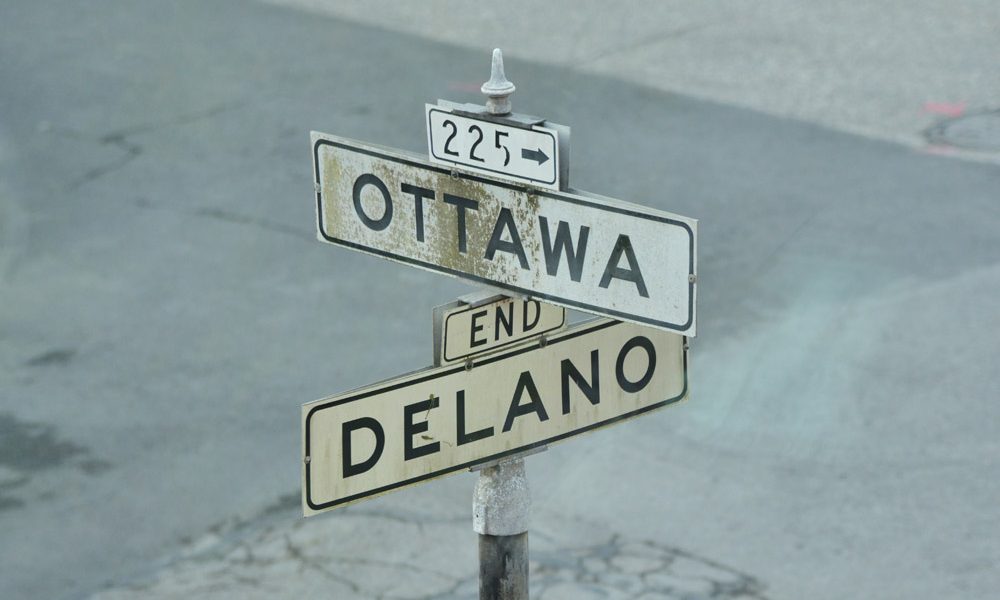 225 →
OTTAWA
END
DELANO